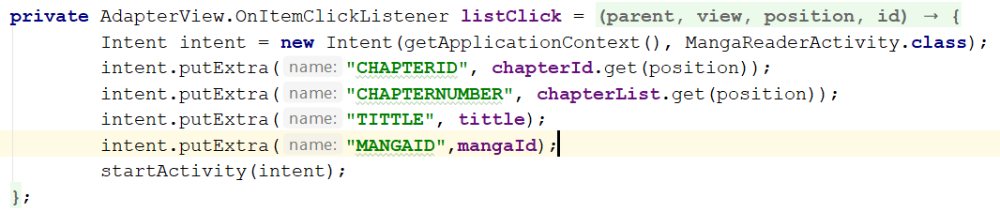 private AdapterView.OnItemClickListener listClick = (parent, view, position, id) → {
Intent intent = new Intent(getApplicationContext(), MangaReaderActivity.class);
intent.putExtra( name: "CHAPTERID", chapterId.get(position));
intent.putExtra( name: "CHAPTERNUMBER", chapterList.get(position));
intent.putExtra( name: "TITTLE", tittle);
intent.putExtra( name: "MANGAID",mangaId);
startActivity(intent);
};